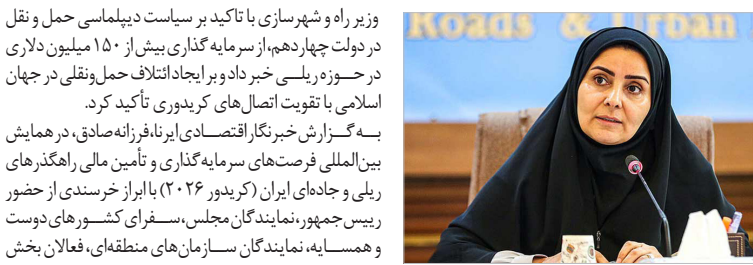 وزیر راه و شهرسازی با تاکید بر سیاست دیپلماسی حمل و نقل
در دولت چهاردهم، از سرمایه گذاری بیش از ۱۵۰ میلیون دلاری
در حوزه ریلی خبر داد و بر ایجاد ائتلاف حمل‌ونقلی در جهان
اسلامی با تقویت اتصال‌های کریدوری تأکید کرد.
به گزارش خبرنگار اقتصادی ایرنا، فرزانه صادق، در همایش
بین‌المللی فرصت‌های سرمایه‌گذاری و تأمین مالی راهگذرهای
ریلی و جاده‌ای ایران (کریدور ۲۰۲۶) با ابراز خرسندی از حضور
رییس جمهور، نمایندگان مجلس، سفرای کشورهای دوست
و همسایه، نمایندگان سازمان‌های منطقه‌ای، فعالان بخش
Roads & Urban